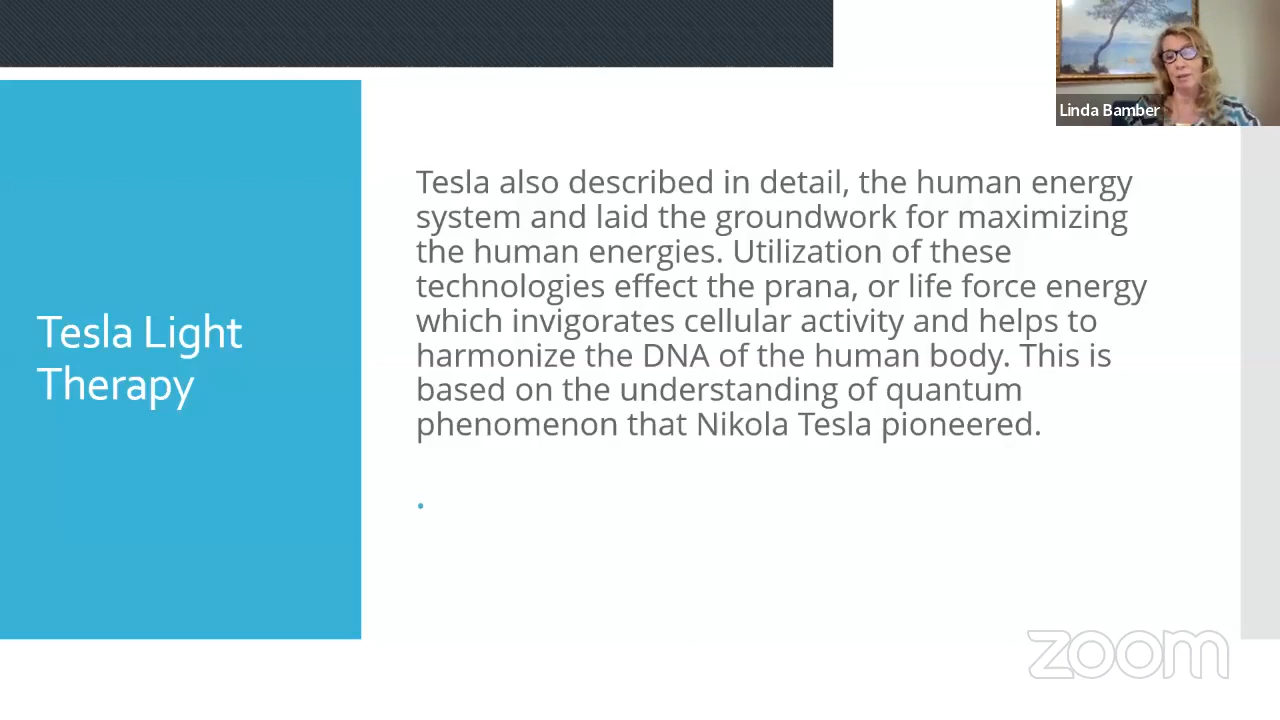 Linda Bamber
Tesla Light
Therapy
Tesla also described in detail, the human energy
system and laid the groundwork for maximizing
the human energies. Utilization of these
technologies effect the prana, or life force energy
which invigorates cellular activity and helps to
harmonize the DNA of the human body. This is
based on the understanding of quantum
phenomenon that Nikola Tesla pioneered.
zoom